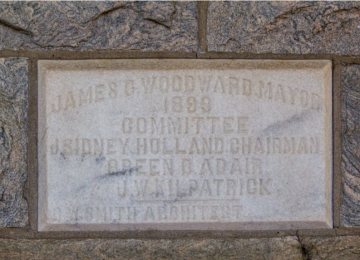 JAMES G. WOODWARD, MAYOR
1899
COMMITTEE
J. SIDNEY HOLLAND, CHAIRMAN
GREEN B. ADAIR
J. W. KILPATRICK
SMITH ARCHITECT